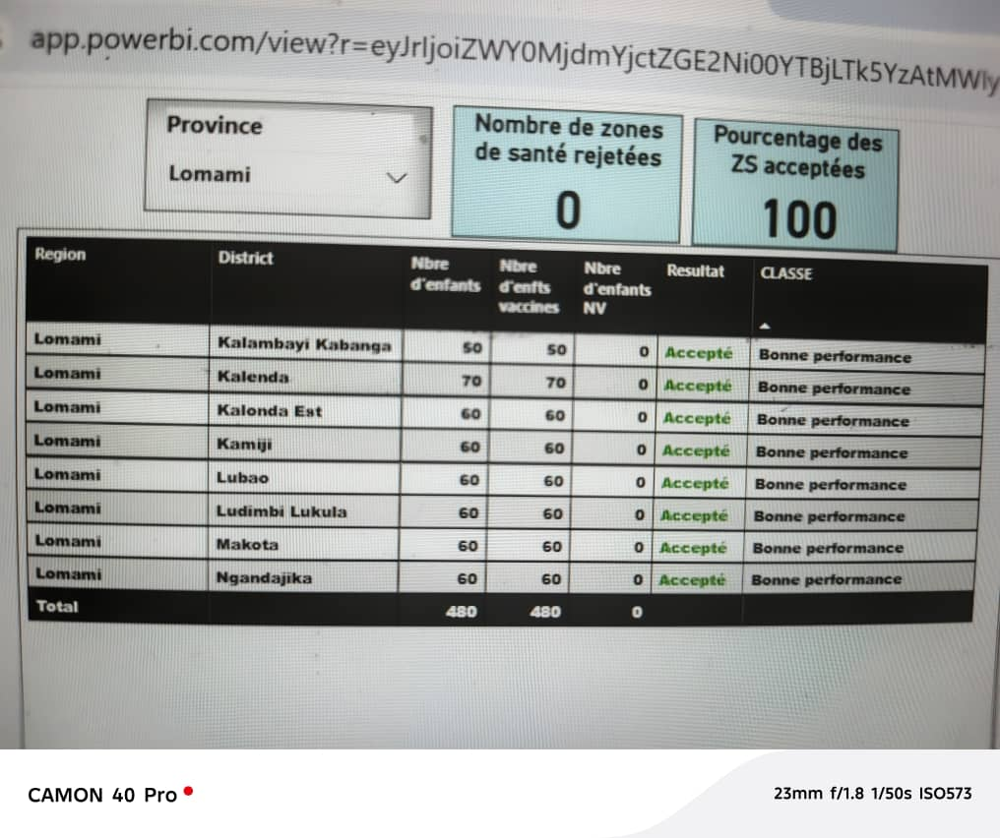 app.powerbi.com/view?r=eyJrIjoiZWY0MjdmYjctZGE2Ni00YTBjLTk5YzAtMWIy
Province
Lomami
Nombre de zones
de santé rejetées
0
Pourcentage des
ZS acceptées
100
Region District Nbre d'enfants Nbre d'enfts vaccines Nbre d'enfants NV Resultat CLASSE
Lomami Kalambayi Kabanga 50 50 0 Accepté Bonne performance
Lomami Kalenda 70 70 0 Accepté Bonne performance
Lomami Kalonda Est 60 60 0 Accepté Bonne performance
Lomami Kamiji 60 60 0 Accepté Bonne performance
Lomami Lubao 60 60 0 Accepté Bonne performance
Lomami Ludimbi Lukula 60 60 0 Accepté Bonne performance
Lomami Makota 60 60 0 Accepté Bonne performance
Lomami Ngandajika 60 60 0 Accepté Bonne performance
Total 480 480 0
CAMON 40 Pro
23mm f/1.8 1/50s ISO573